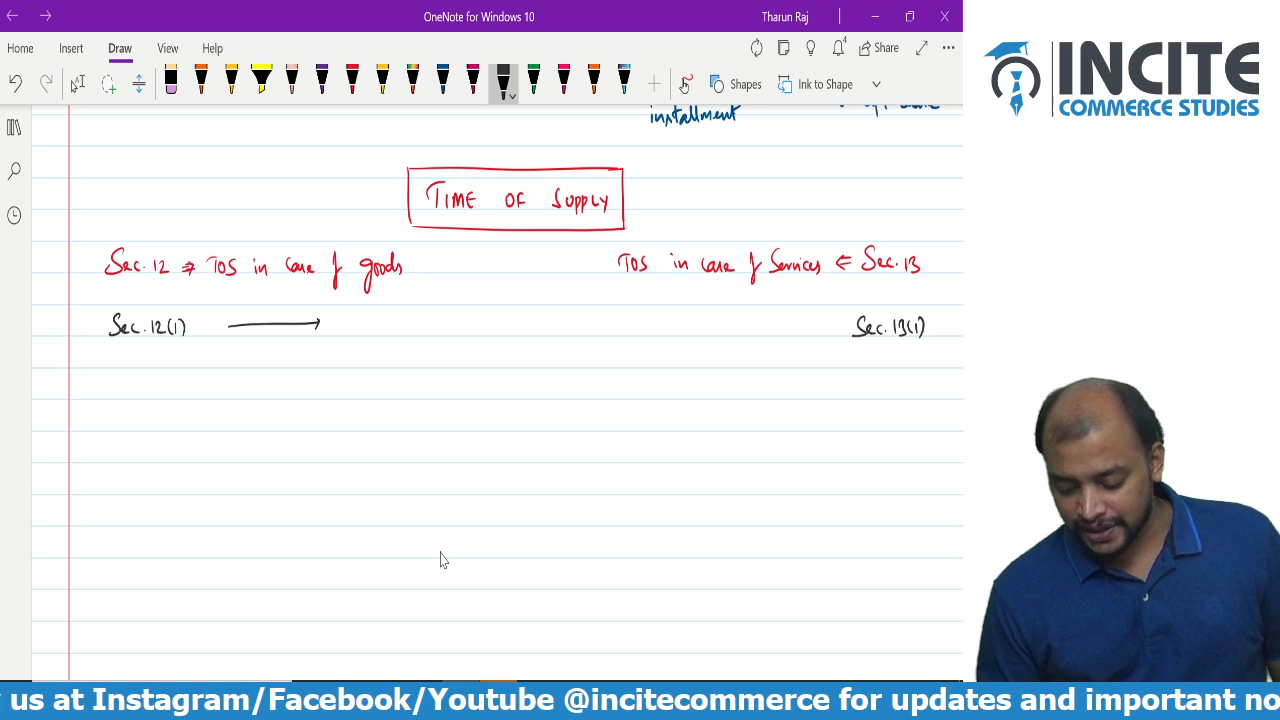 OneNote for Windows 10
Tharun Raj
Home Insert Draw View Help
4
Share
Shapes
Ink to Shape
INCITE
COMMERCE STUDIES
installment
TIME OF SUPPLY
Sec. 12 ⇒ TOS in case of goods
TOS in case of Services ⇐ Sec. 13
Sec. 12(1) ⟶
Sec. 13(1)
us at Instagram/Facebook/Youtube @incitecommerce for updates and important no